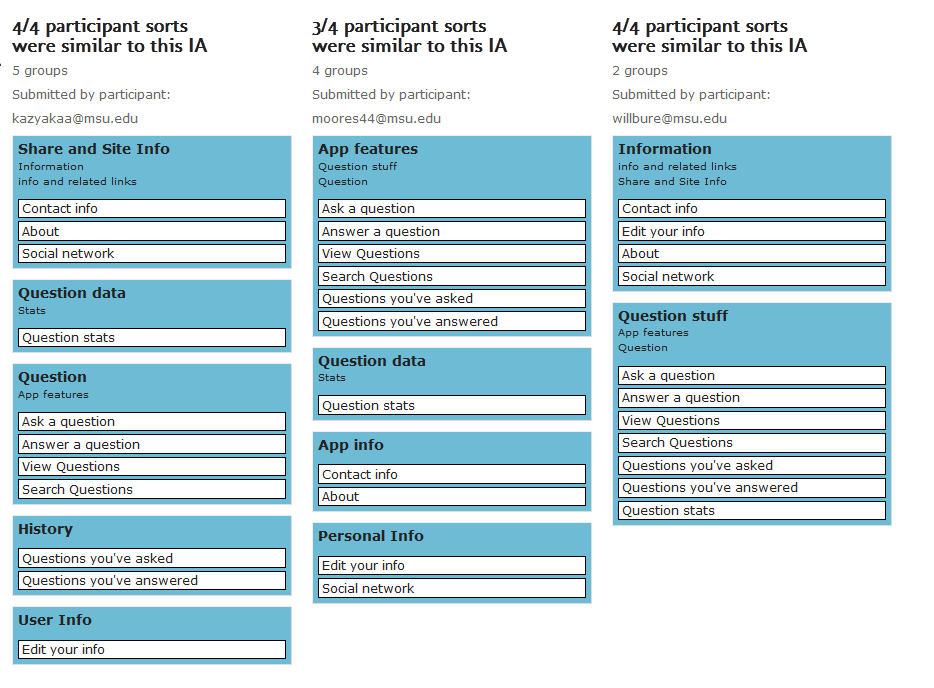 4/4 participant sorts
were similar to this IA
5 groups
Submitted by participant:
kazyakaa@msu.edu
Share and Site Info
Information
info and related links
Contact info
About
Social network
Question data
Stats
Question stats
Question
App features
Ask a question
Answer a question
View Questions
Search Questions
History
Questions you've asked
Questions you've answered
User Info
Edit your info
3/4 participant sorts
were similar to this IA
4 groups
Submitted by participant:
moores44@msu.edu
App features
Question stuff
Question
Ask a question
Answer a question
View Questions
Search Questions
Questions you've asked
Questions you've answered
Question data
Stats
Question stats
App info
Contact info
About
Personal Info
Edit your info
Social network
4/4 participant sorts
were similar to this IA
2 groups
Submitted by participant:
willbure@msu.edu
Information
info and related links
Share and Site Info
Contact info
Edit your info
About
Social network
Question stuff
App features
Question
Ask a question
Answer a question
View Questions
Search Questions
Questions you've asked
Questions you've answered
Question stats